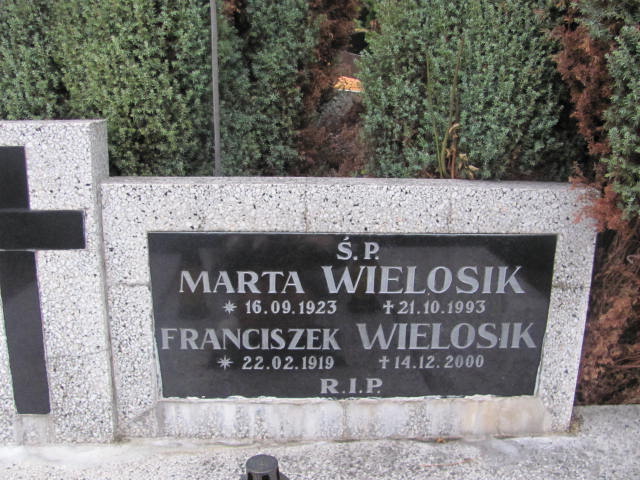 Ś. P.
MARTA WIELOSIK
* 16.09.1923 † 21.10.1993
FRANCISZEK WIELOSIK
* 22.02.1919 † 14.12.2000
R.I.P.